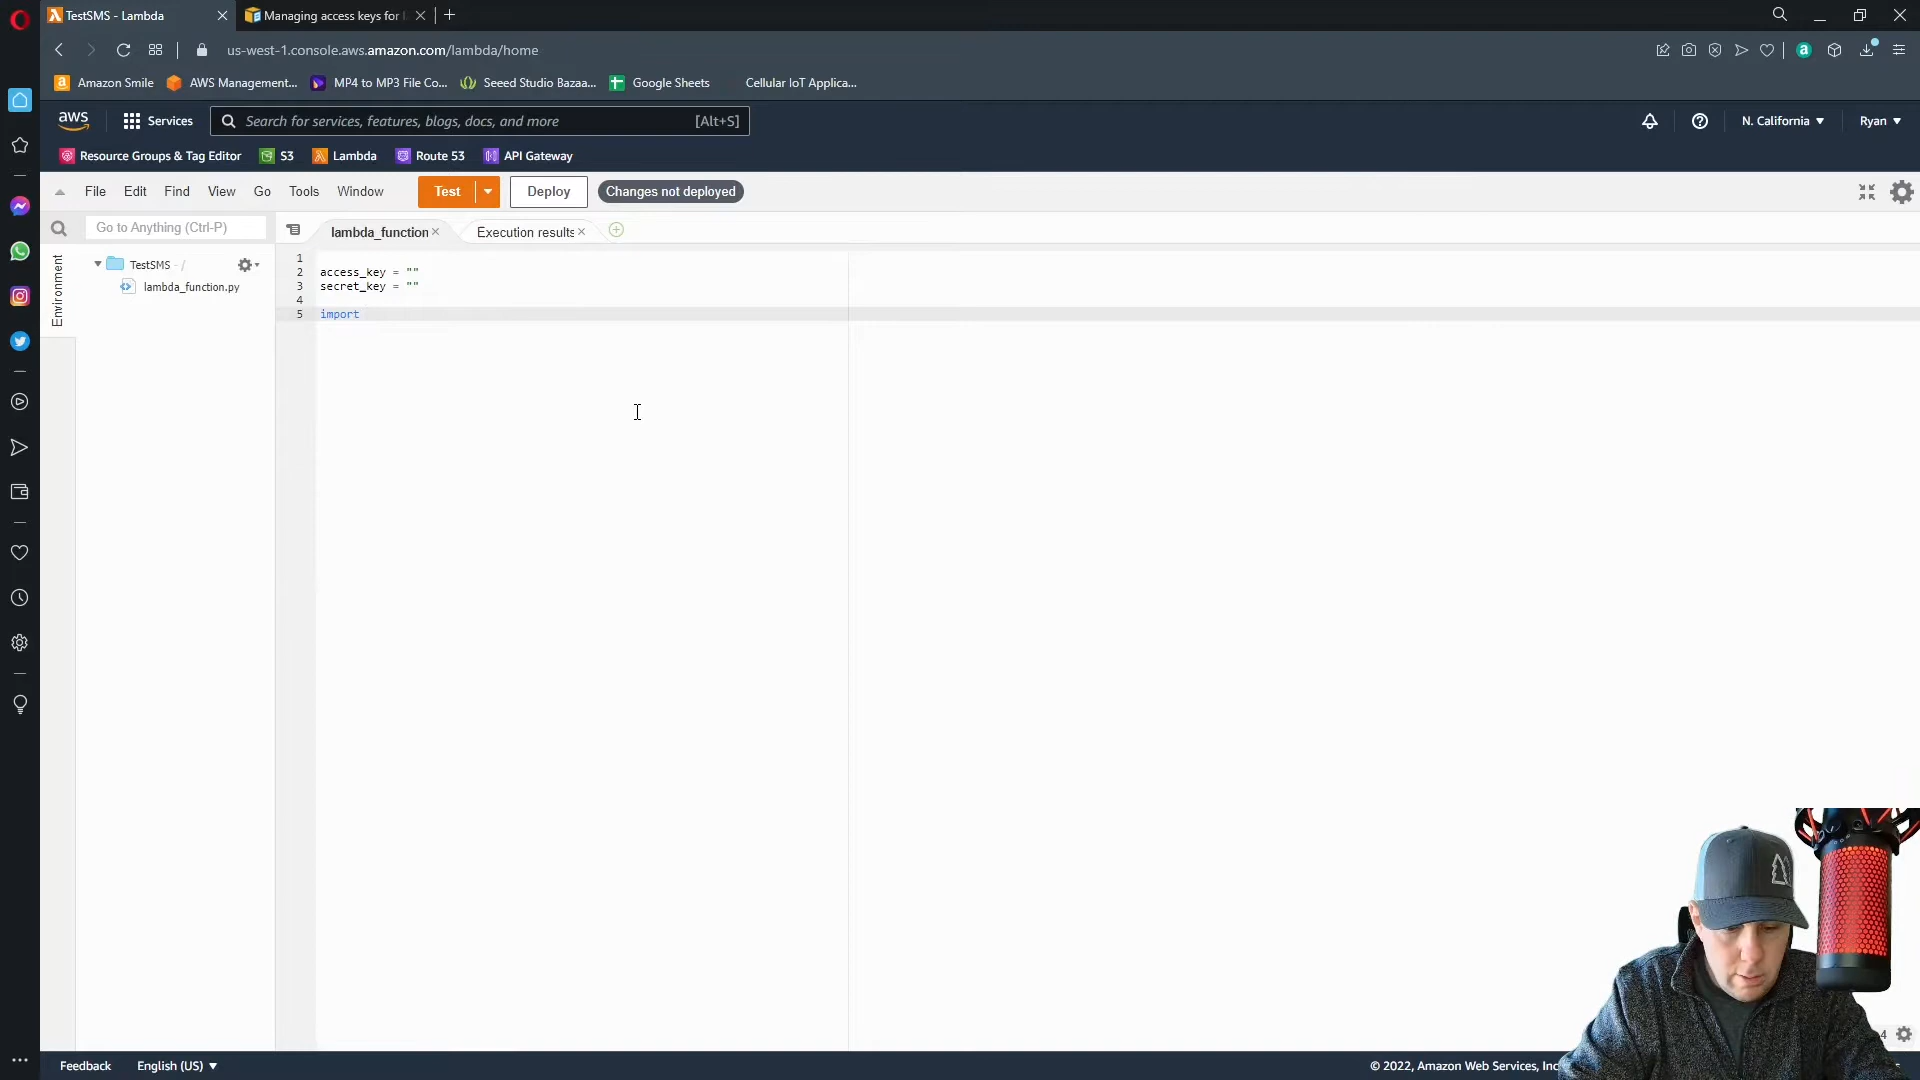 TestSMS - Lambda
Managing access keys for
us-west-1.console.aws.amazon.com/lambda/home
Amazon Smile
AWS Management...
MP4 to MP3 File Co...
Seeed Studio Bazaa...
Google Sheets
Cellular IoT Applica...
aws
Services
Search for services, features, blogs, docs, and more
[Alt+S]
N. California
Ryan
Resource Groups & Tag Editor
S3
Lambda
Route 53
API Gateway
File
Edit
Find
View
Go
Tools
Window
Test
Deploy
Changes not deployed
Go to Anything (Ctrl-P)
lambda_function
Execution results
Environment
TestSMS - /
lambda_function.py
1
2 access_key = ""
3 secret_key = ""
4
5 import
4
Feedback
English (US)
© 2022, Amazon Web Services, Inc